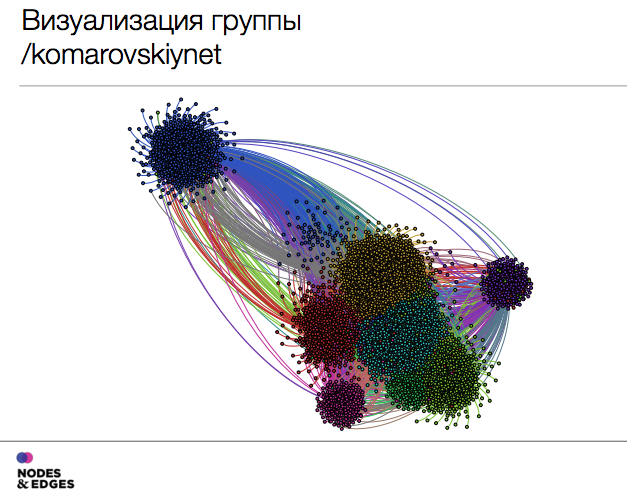 Визуализация группы
/komarovskiynet
NODES
& EDGES